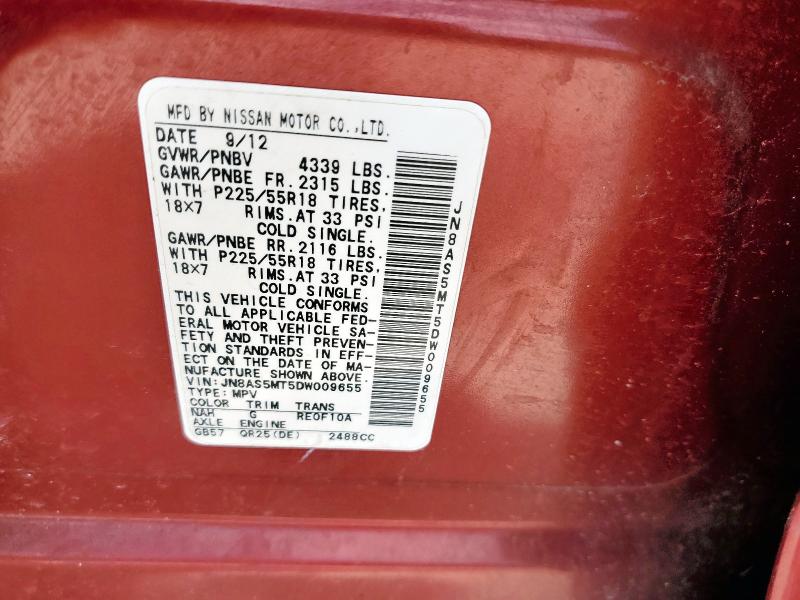 MFD BY NISSAN MOTOR CO.,LTD.
DATE 9/12
GVWR/PNBV 4339 LBS.
GAWR/PNBE FR. 2315 LBS.
WITH P225/55R18 TIRES,
18X7 RIMS.AT 33 PSI
COLD SINGLE.
GAWR/PNBE RR. 2116 LBS.
WITH P225/55R18 TIRES,
18X7 RIMS.AT 33 PSI
COLD SINGLE.
THIS VEHICLE CONFORMS
TO ALL APPLICABLE FED-
ERAL MOTOR VEHICLE SA-
FETY AND THEFT PREVEN-
TION STANDARDS IN EFF-
ECT ON THE DATE OF MA-
NUFACTURE SHOWN ABOVE.
VIN: JN8AS5MT5DW009655
TYPE: MPV
COLOR TRIM TRANS
NAH G RE0F10A
AXLE ENGINE
GB57 QR25(DE) 2488CC
JN8AS5MT5DW009655